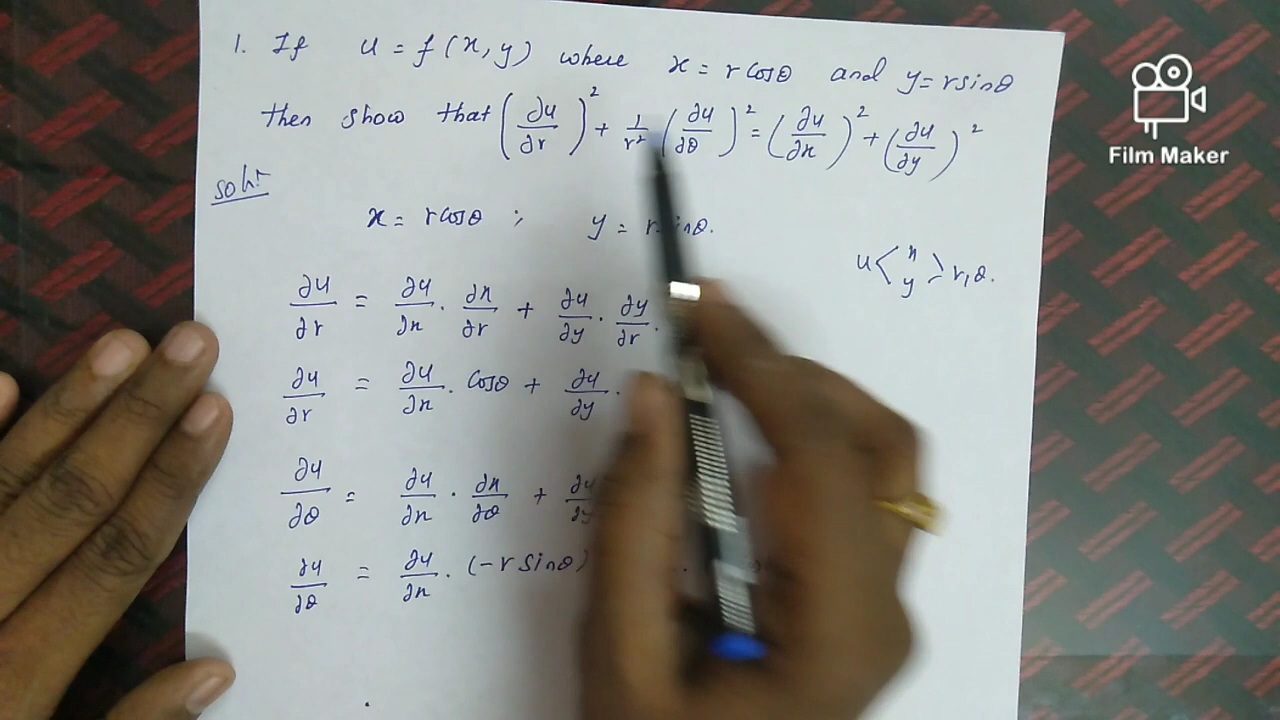 1. If u = f(x,y) where x = r cosθ and y = r sinθ
then show that (∂u/∂r)² + 1/r² (∂u/∂θ)² = (∂u/∂x)² + (∂u/∂y)²
soln:
x = r cosθ ; y = r sinθ.
u < x y > r,θ.
∂u/∂r = ∂u/∂x · ∂x/∂r + ∂u/∂y · ∂y/∂r.
∂u/∂r = ∂u/∂x · cosθ + ∂u/∂y ·
∂u/∂θ = ∂u/∂x · ∂x/∂θ + ∂u/∂y
∂u/∂θ = ∂u/∂x · (-r sinθ)
Film Maker